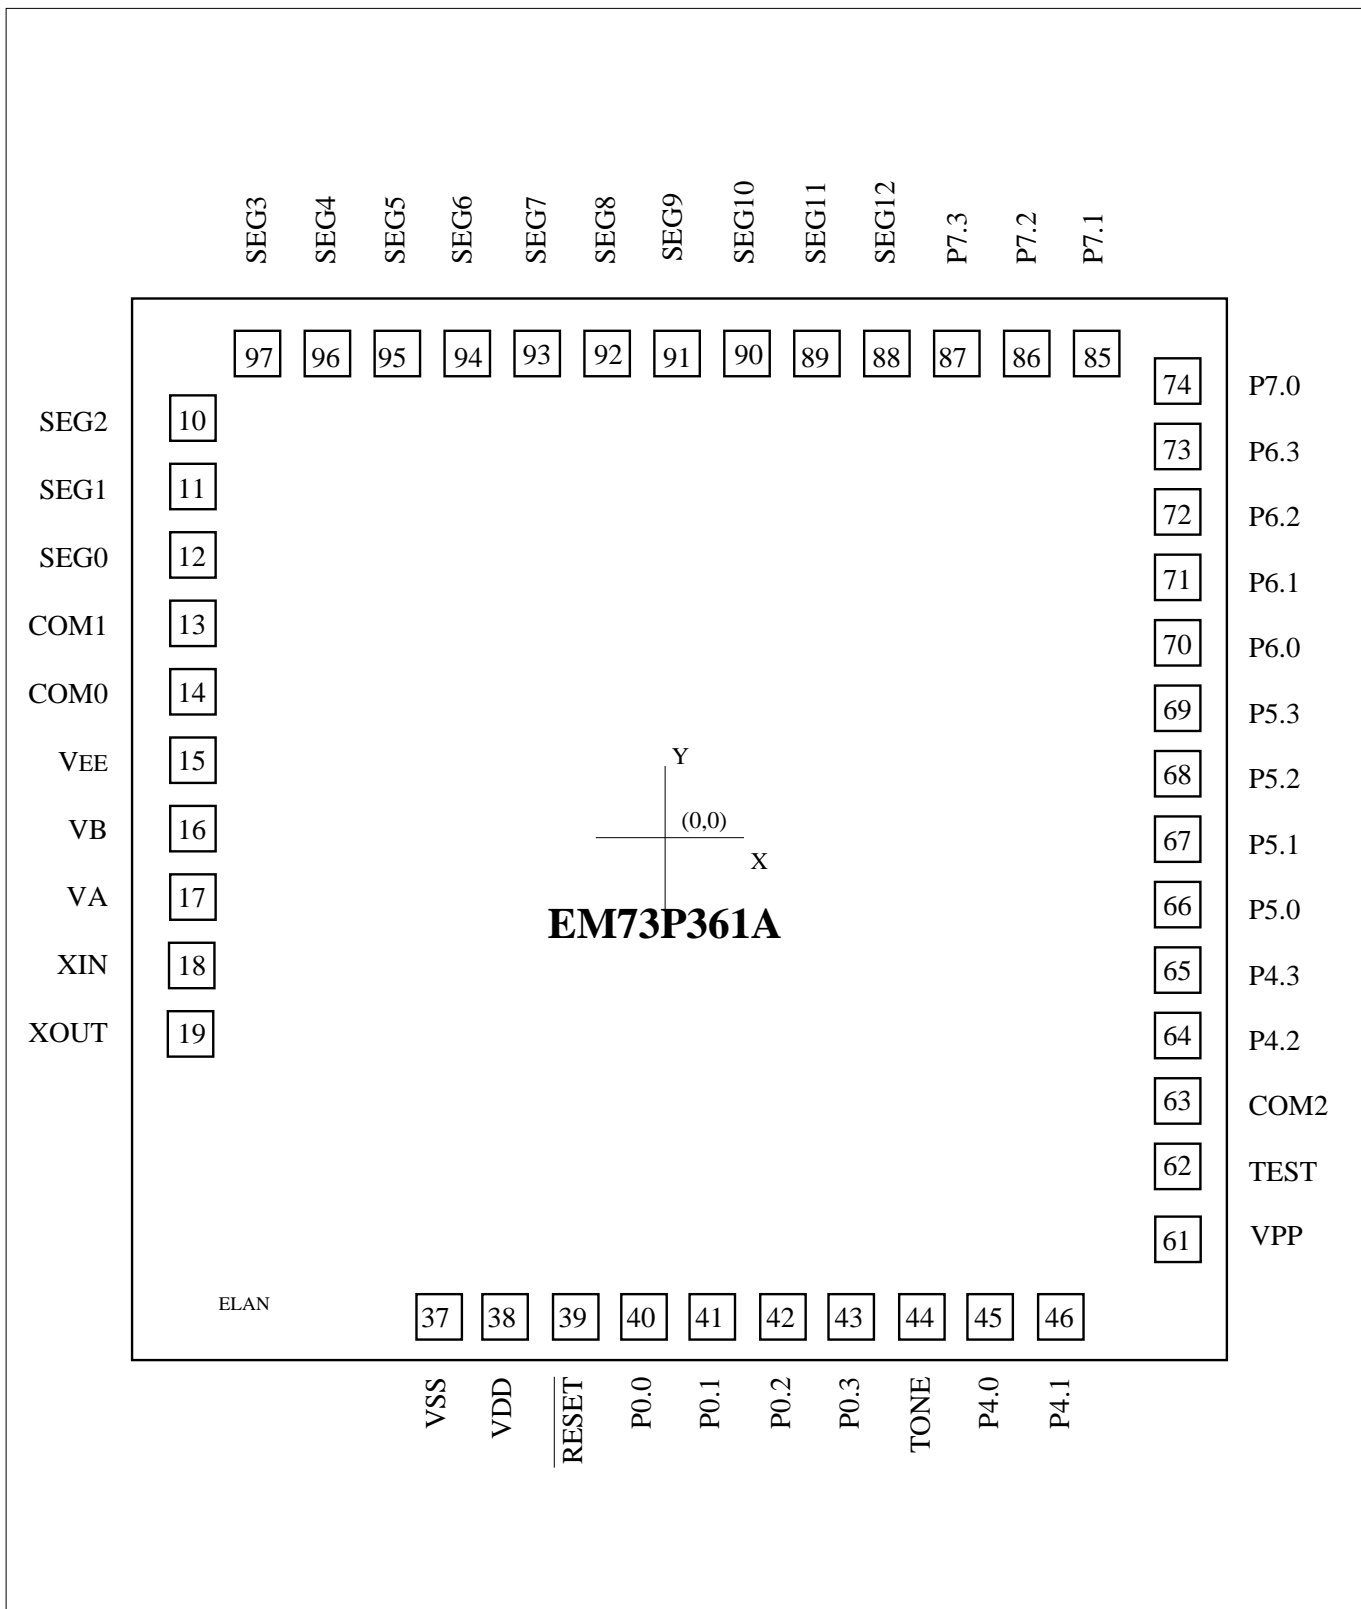 SEG3 SEG4 SEG5 SEG6 SEG7 SEG8 SEG9 SEG10 SEG11 SEG12 P7.3 P7.2 P7.1
97 96 95 94 93 92 91 90 89 88 87 86 85
74 P7.0
SEG2 10
73 P6.3
SEG1 11
72 P6.2
SEG0 12
71 P6.1
COM1 13
70 P6.0
COM0 14
69 P5.3
VEE 15
Y
68 P5.2
VB 16
(0,0)
67 P5.1
X
VA 17
66 P5.0
EM73P361A
XIN 18
65 P4.3
XOUT 19
64 P4.2
63 COM2
62 TEST
61 VPP
ELAN
37 38 39 40 41 42 43 44 45 46
VSS VDD RESET P0.0 P0.1 P0.2 P0.3 TONE P4.0 P4.1